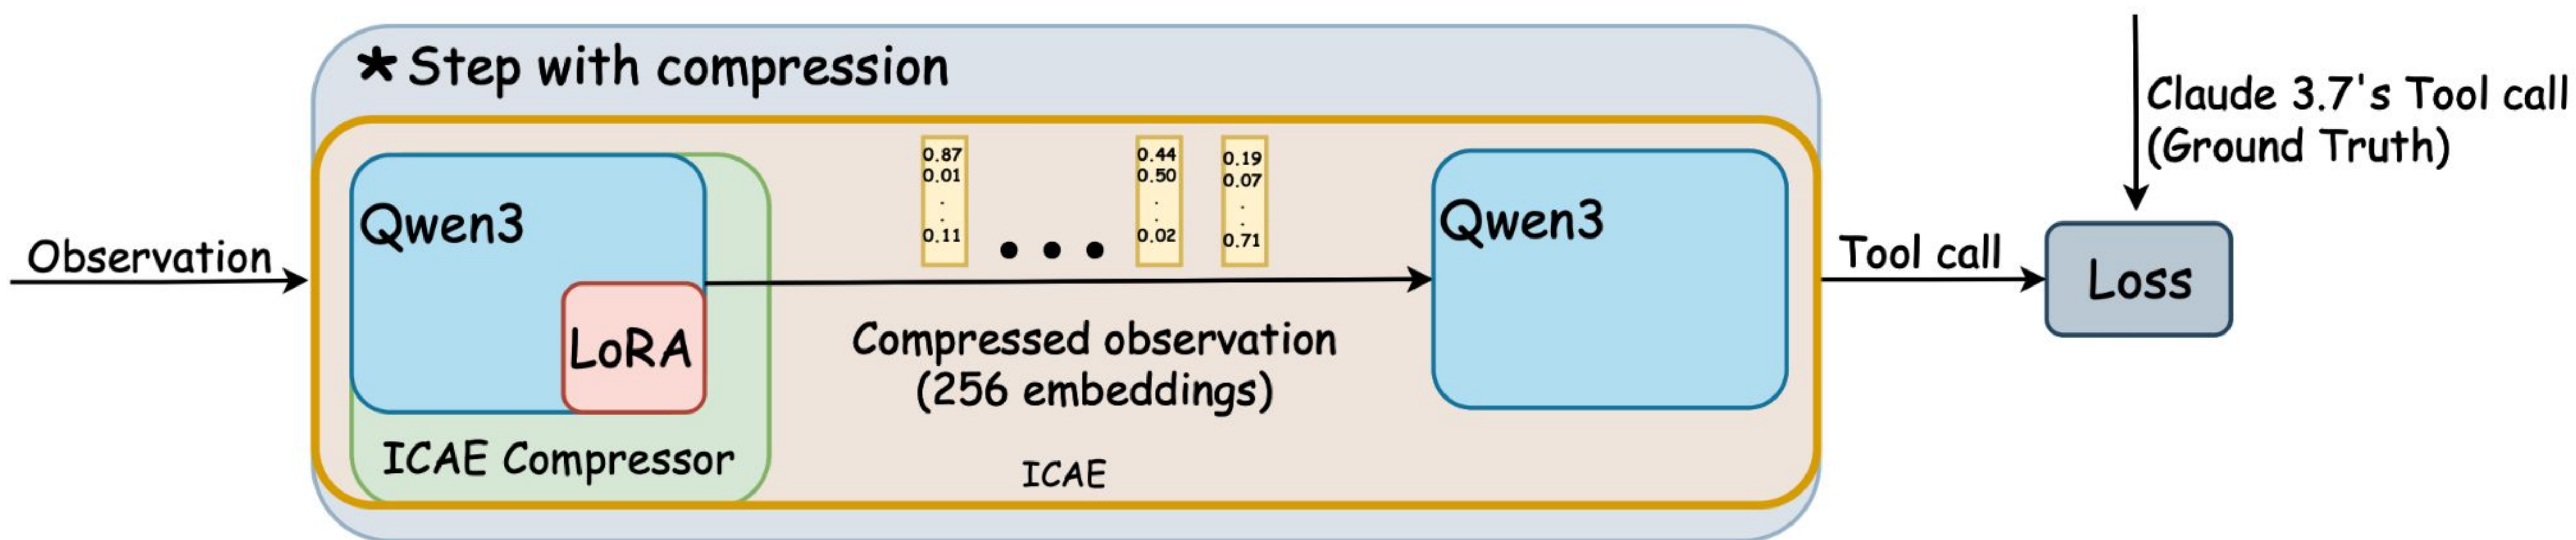 * Step with compression
Observation
Qwen3
LoRA
ICAE Compressor
0.87
0.01
.
.
0.11
• • •
0.44
0.50
.
.
0.02
0.19
0.07
.
.
0.71
Compressed observation
(256 embeddings)
ICAE
Qwen3
Tool call
Claude 3.7's Tool call
(Ground Truth)
Loss